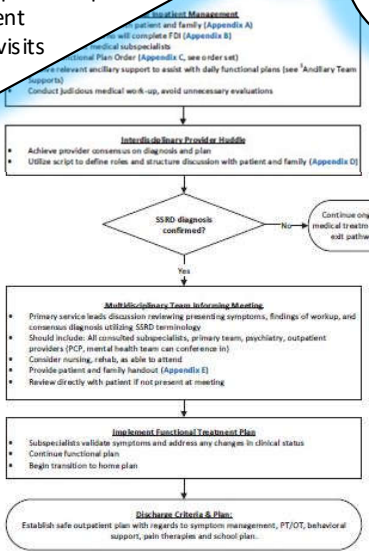 ent
visits
Inpatient Management
patient and family (Appendix A)
who will complete FDI (Appendix B)
medical subspecialists
Functional Plan Order (Appendix C, see order set)
relevant ancillary support to assist with daily functional plans (see ¹Ancillary Team
Supports)
• Conduct judicious medical work-up, avoid unnecessary evaluations
Interdisciplinary Provider Huddle
• Achieve provider consensus on diagnosis and plan
• Utilize script to define roles and structure discussion with patient and family (Appendix D)
SSRD diagnosis
confirmed?
No
Continue
medical
exit
Yes
Multidisciplinary Team Informing Meeting
• Primary service leads discussion reviewing presenting symptoms, findings of workup, and
consensus diagnosis utilizing SSRD terminology
• Should include: All consulted subspecialists, primary team, psychiatry, outpatient
providers (PCP, mental health team can conference in)
• Consider nursing, rehab, as able to attend
• Provide patient and family handout (Appendix E)
• Review directly with patient if not present at meeting
Implement Functional Treatment Plan
• Subspecialists validate symptoms and address any changes in clinical status
• Continue functional plan
• Begin transition to home plan
Discharge Criteria & Plan:
Establish safe outpatient plan with regards to symptom management, PT/OT, behavioral
support, pain therapies and school plan.